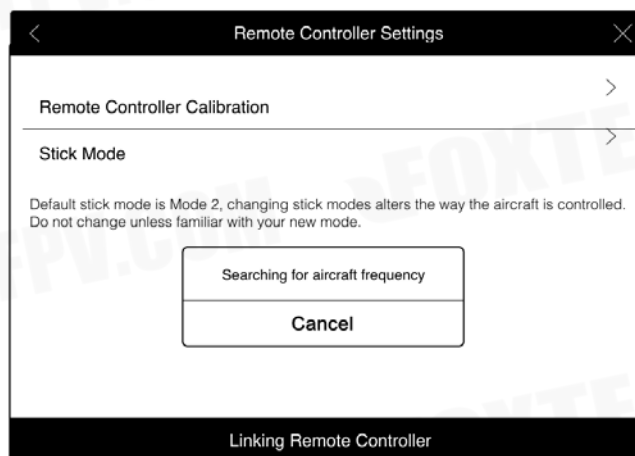 Remote Controller Settings
Remote Controller Calibration
Stick Mode
Default stick mode is Mode 2, changing stick modes alters the way the aircraft is controlled.
Do not change unless familiar with your new mode.
Searching for aircraft frequency
Cancel
Linking Remote Controller